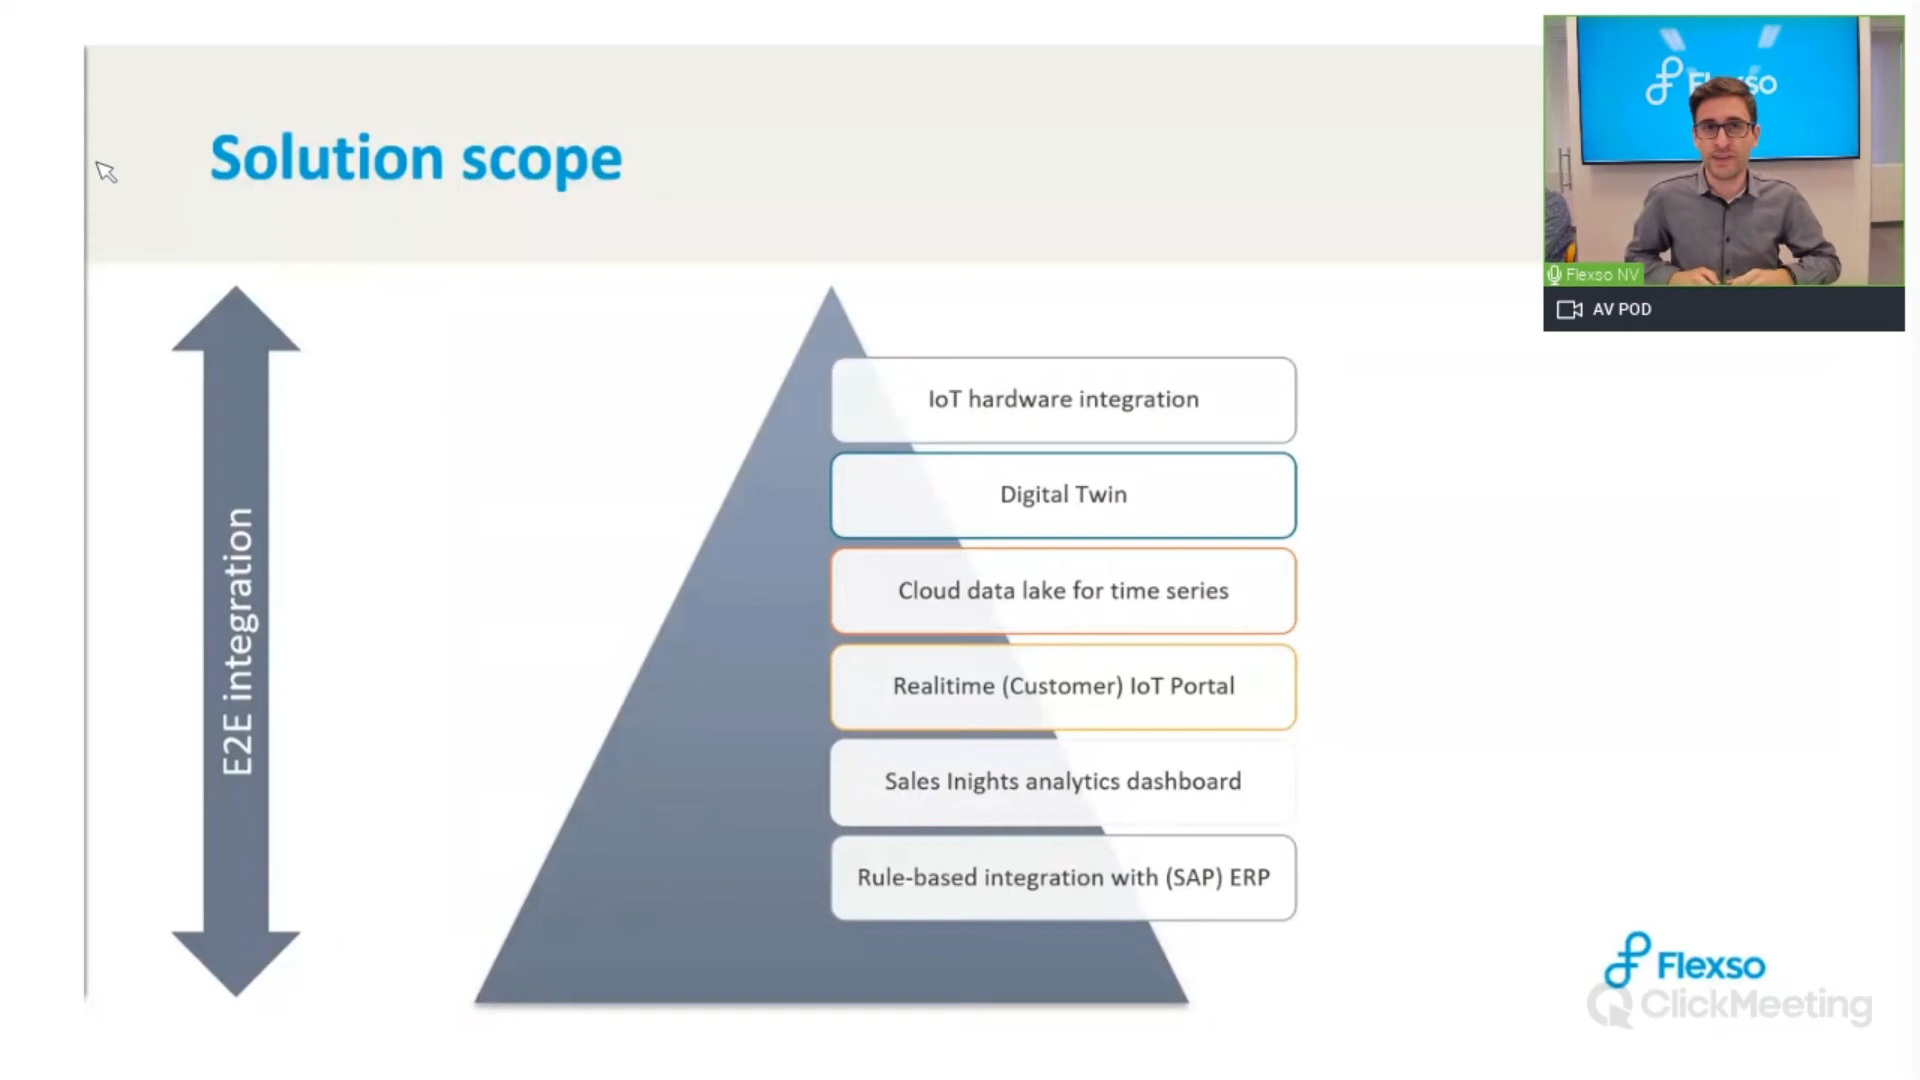 Solution scope
Flexso
Flexso NV
AV POD
E2E integration
IoT hardware integration
Digital Twin
Cloud data lake for time series
Realitime (Customer) IoT Portal
Sales Inights analytics dashboard
Rule-based integration with (SAP) ERP
Flexso
ClickMeeting